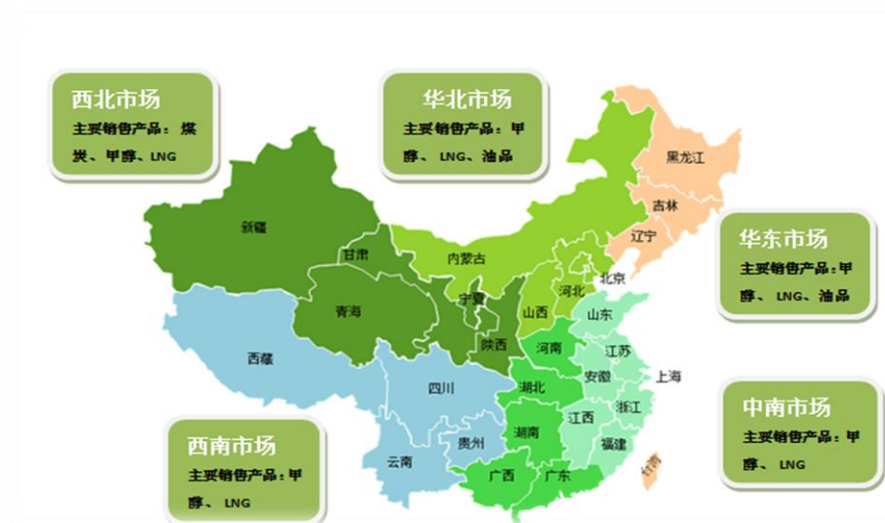 西北市场
主要销售产品：煤
炭、甲醇、LNG
华北市场
主要销售产品：甲
醇、LNG、油品
黑龙江
吉林
辽宁
华东市场
主要销售产品：甲
醇、LNG、油品
新疆
甘肃
内蒙古
北京
宁夏
河北
青海
山西
山东
陕西
河南
江苏
西藏
安徽
上海
四川
湖北
浙江
江西
中南市场
主要销售产品：甲
醇、LNG
湖南
贵州
福建
西南市场
主要销售产品：甲
醇、LNG
云南
广西
广东
台湾